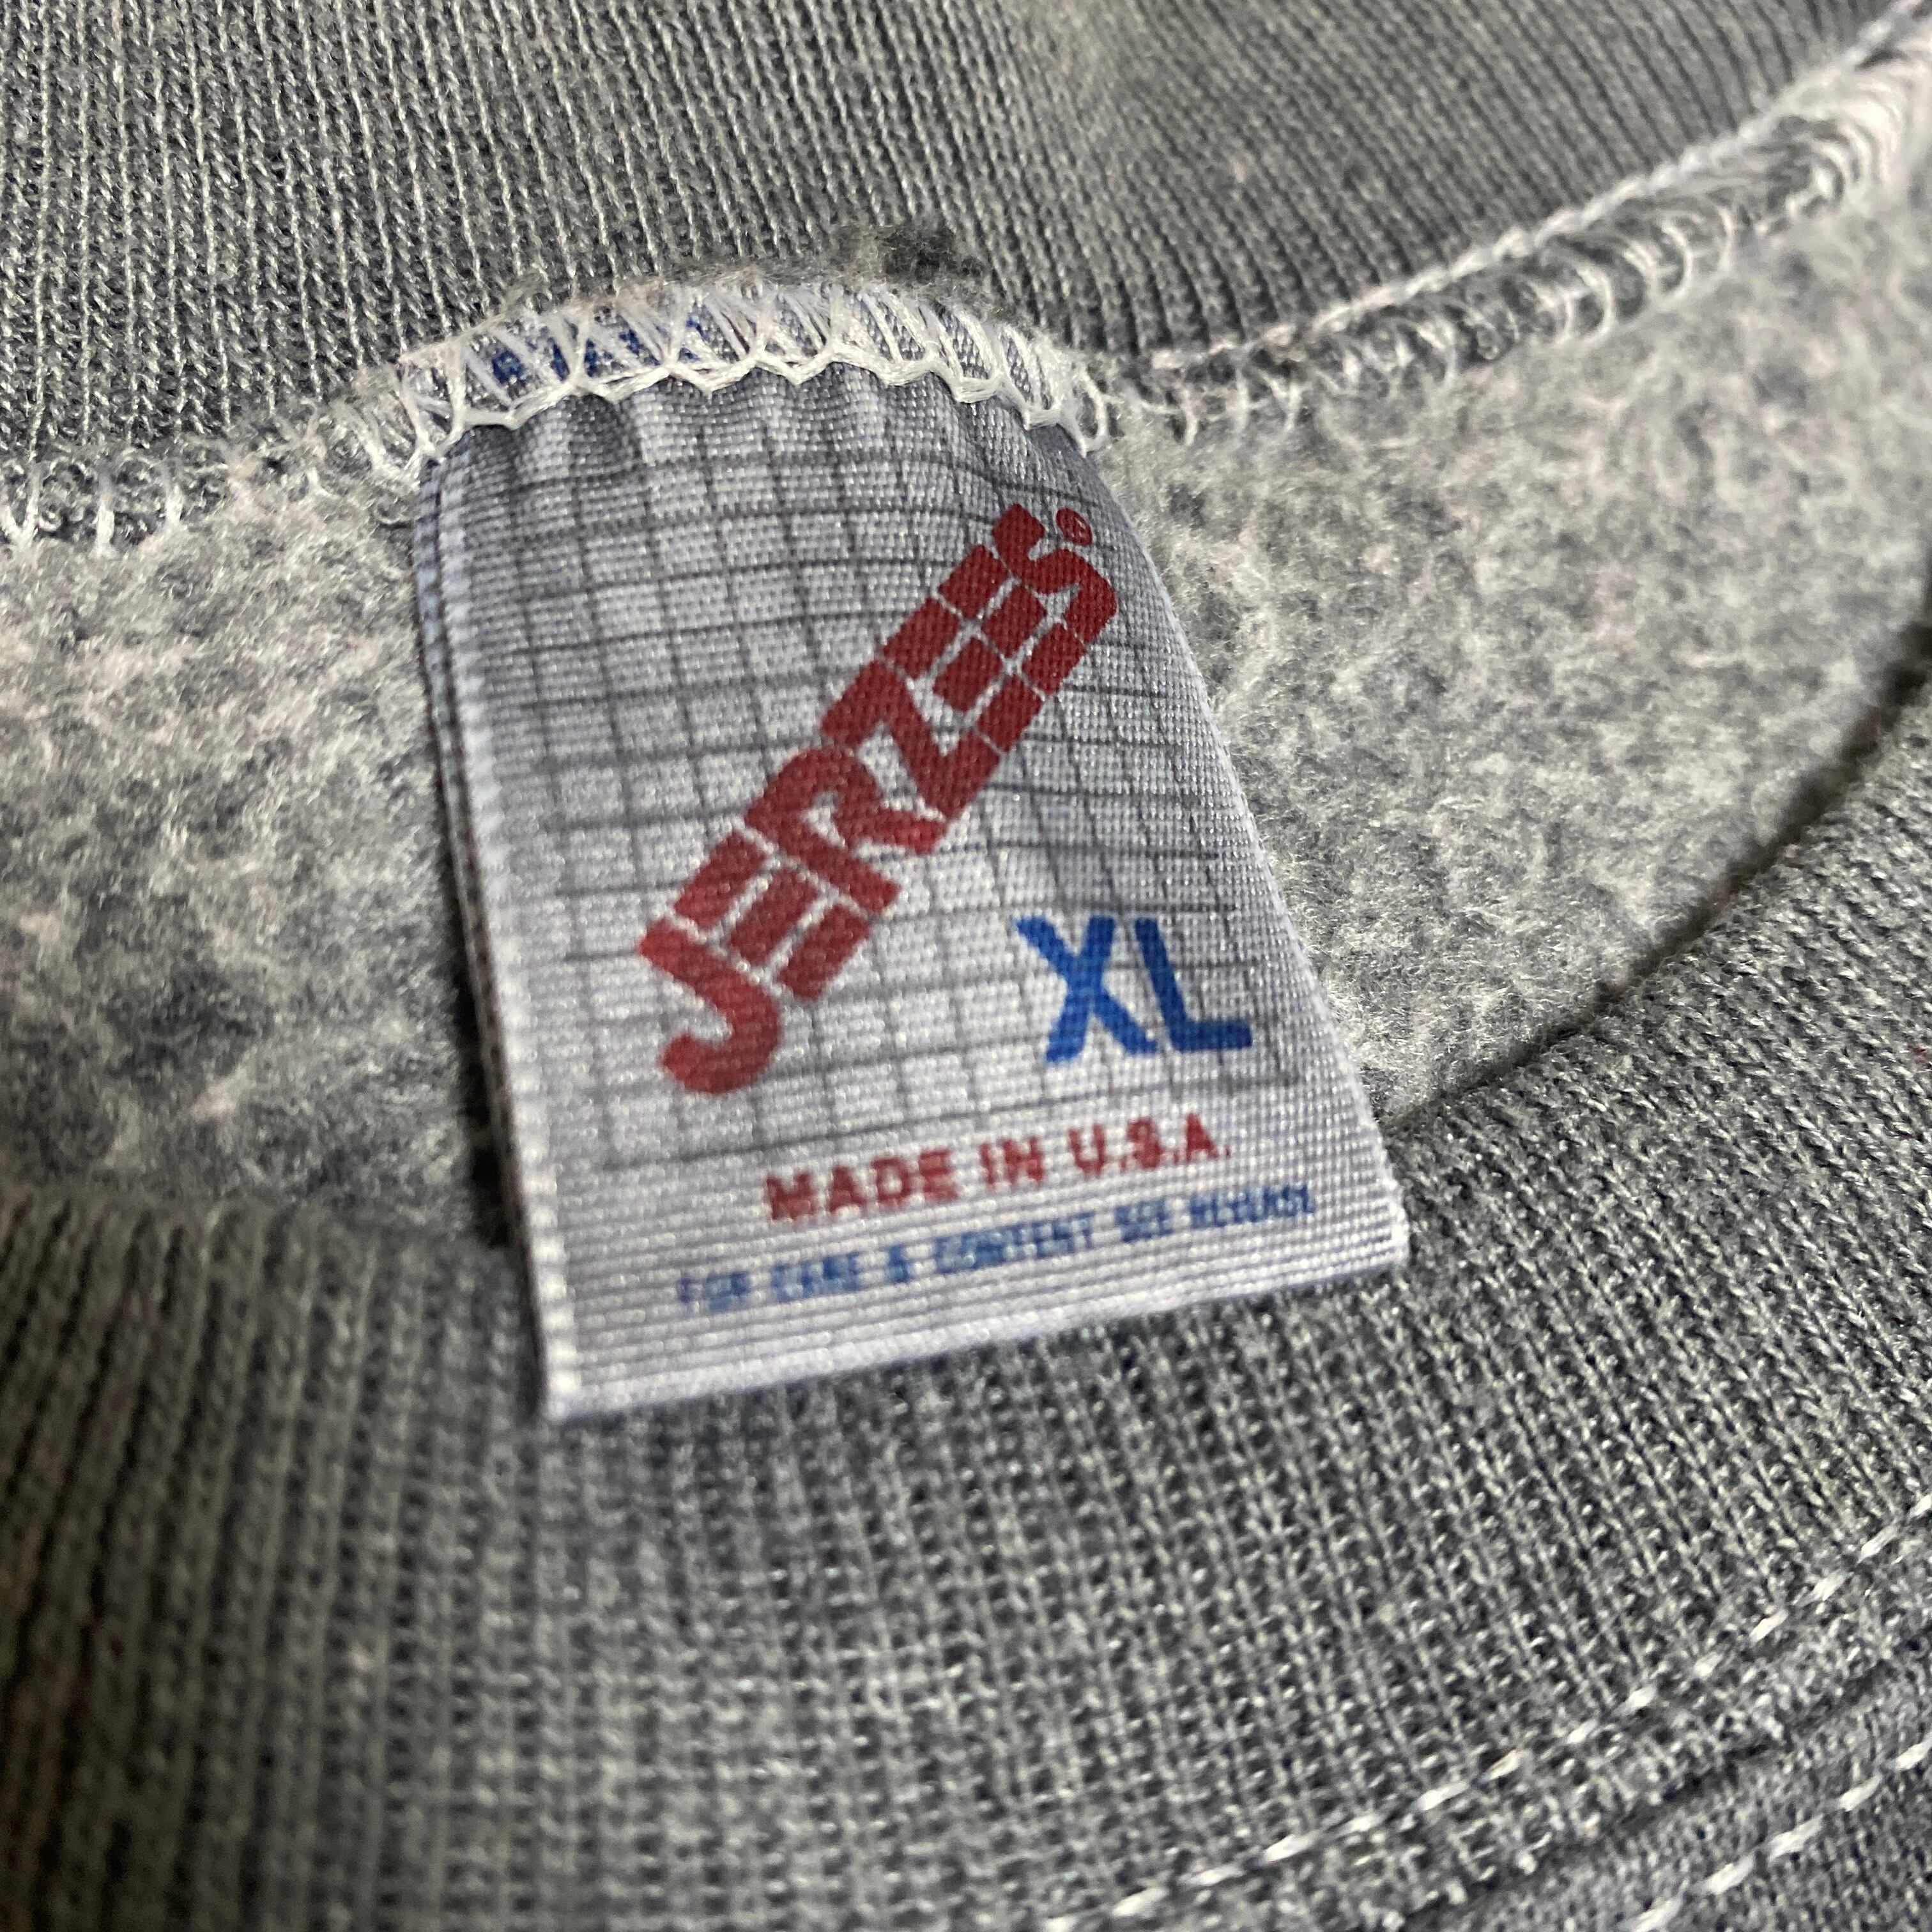 JERZEES®
XL
MADE IN U.S.A.
FOR CARE & CONTENT SEE REVERSE